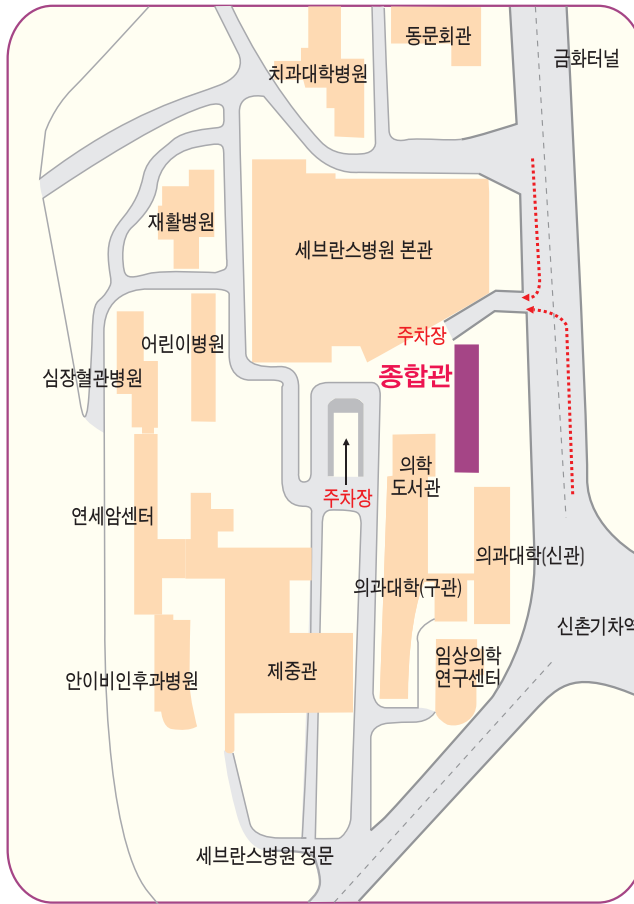 동문회관
금화터널
치과대학병원
재활병원
세브란스병원 본관
주차장
어린이병원
심장혈관병원
종합관
의학
도서관
주차장
연세암센터
의과대학(신관)
의과대학(구관)
신촌기차역
임상의학
연구센터
제중관
안이비인후과병원
세브란스병원 정문